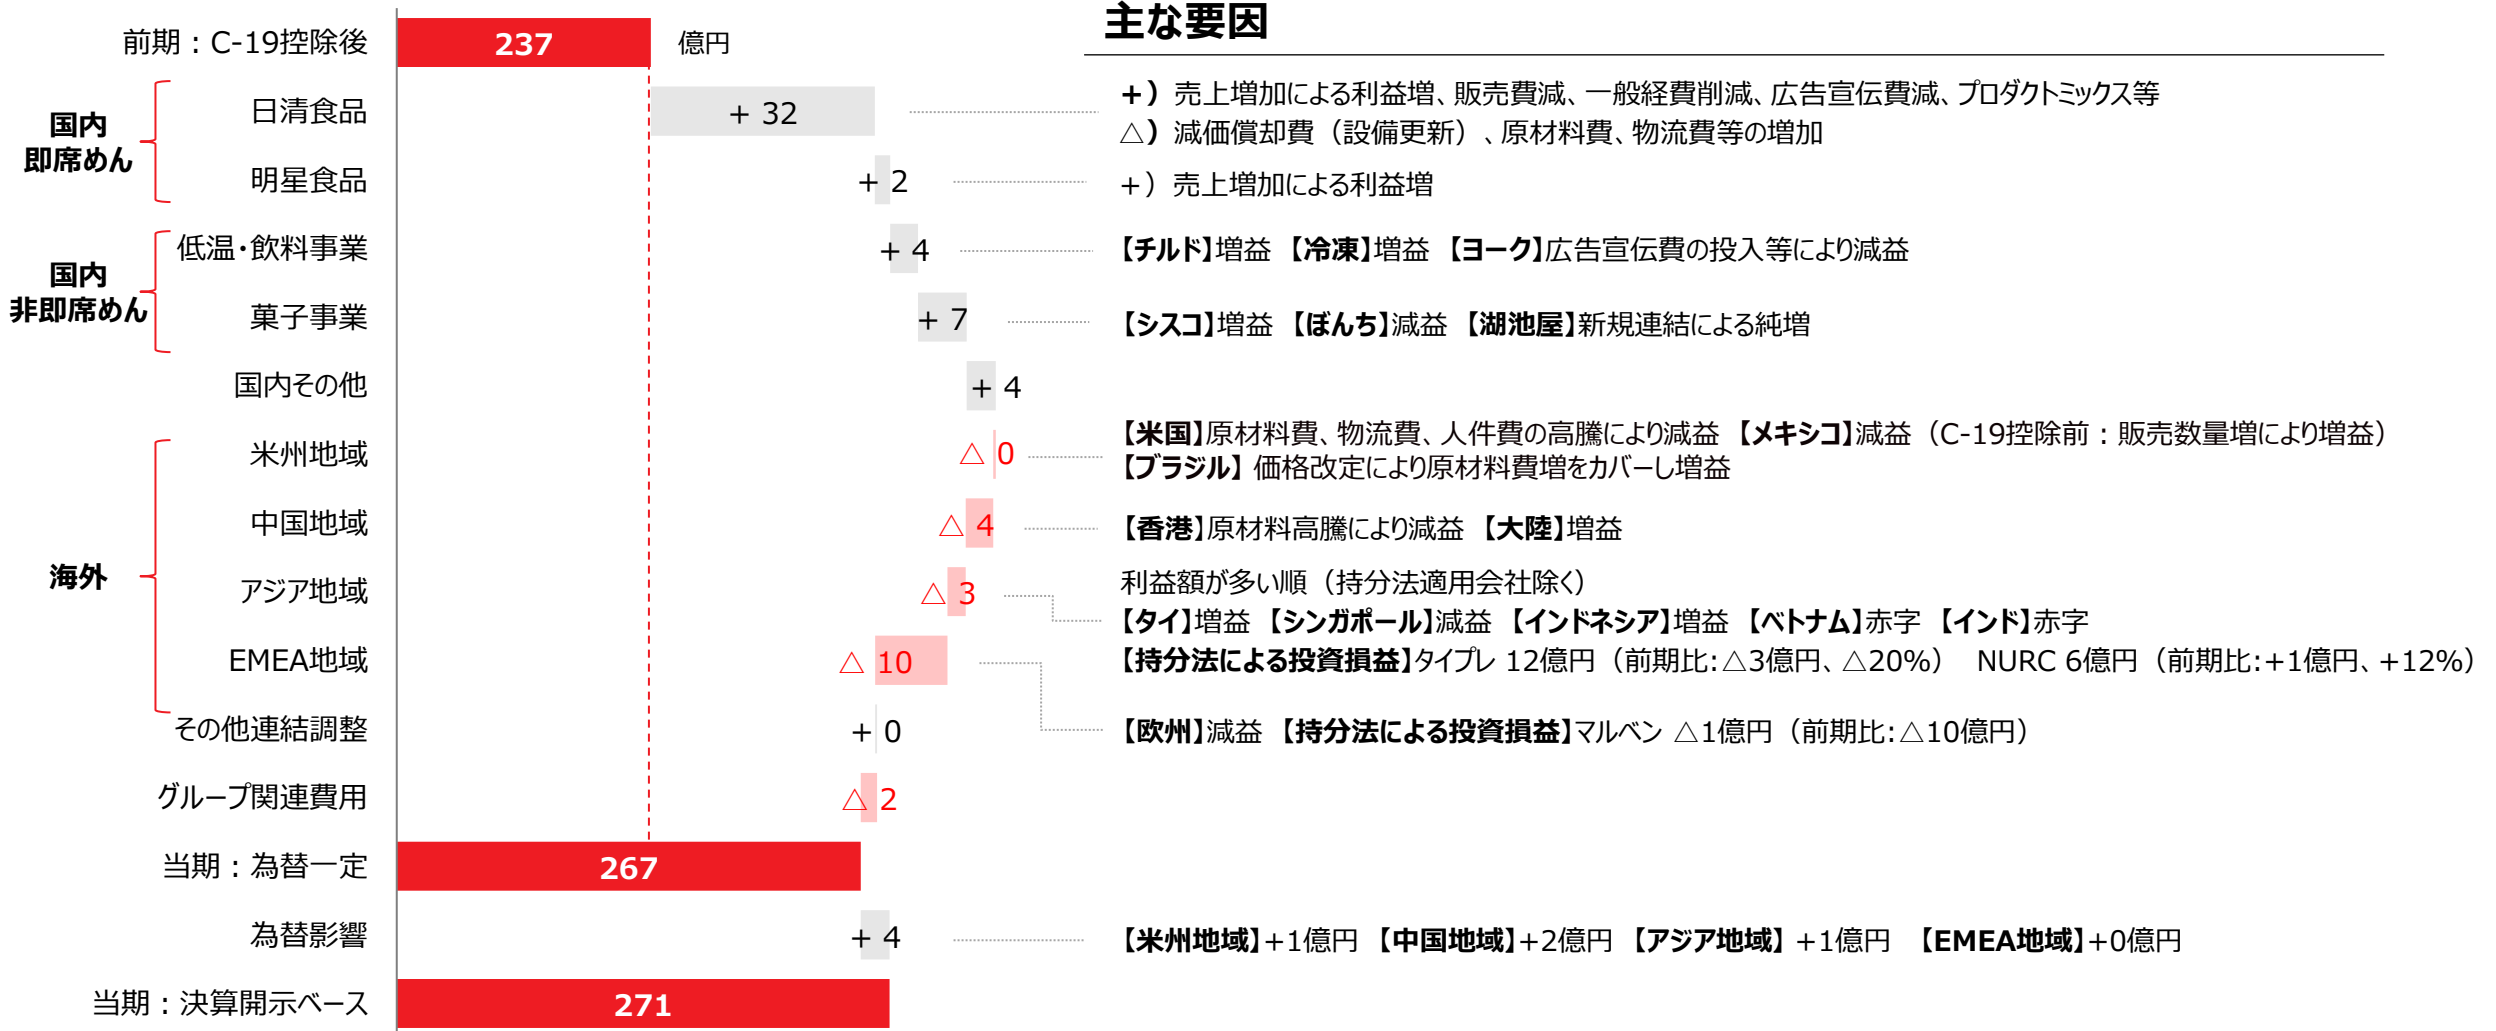 主な要因
前期：C-19控除後 237 億円
国内
即席めん
日清食品 + 32
+）売上増加による利益増、販売費減、一般経費削減、広告宣伝費減、プロダクトミックス等
△）減価償却費（設備更新）、原材料費、物流費等の増加
明星食品 + 2 +）売上増加による利益増
国内
非即席めん
低温・飲料事業 + 4 【チルド】増益 【冷凍】増益 【ヨーク】広告宣伝費の投入等により減益
菓子事業 + 7 【シスコ】増益 【ぼんち】減益 【湖池屋】新規連結による純増
国内その他 + 4
海外
米州地域 △ 0
【米国】原材料費、物流費、人件費の高騰により減益 【メキシコ】減益（C-19控除前：販売数量増により増益）
【ブラジル】 価格改定により原材料費増をカバーし増益
中国地域 △ 4 【香港】原材料高騰により減益 【大陸】増益
アジア地域 △ 3
利益額が多い順（持分法適用会社除く）
【タイ】増益 【シンガポール】減益 【インドネシア】増益 【ベトナム】赤字 【インド】赤字
【持分法による投資損益】タイプレ 12億円（前期比:△3億円、△20%） NURC 6億円（前期比:+1億円、+12%）
EMEA地域 △ 10
【欧州】減益 【持分法による投資損益】マルベン △1億円（前期比:△10億円）
その他連結調整 + 0
グループ関連費用 △ 2
当期：為替一定 267
為替影響 + 4 【米州地域】+1億円 【中国地域】+2億円 【アジア地域】 +1億円 【EMEA地域】+0億円
当期：決算開示ベース 271